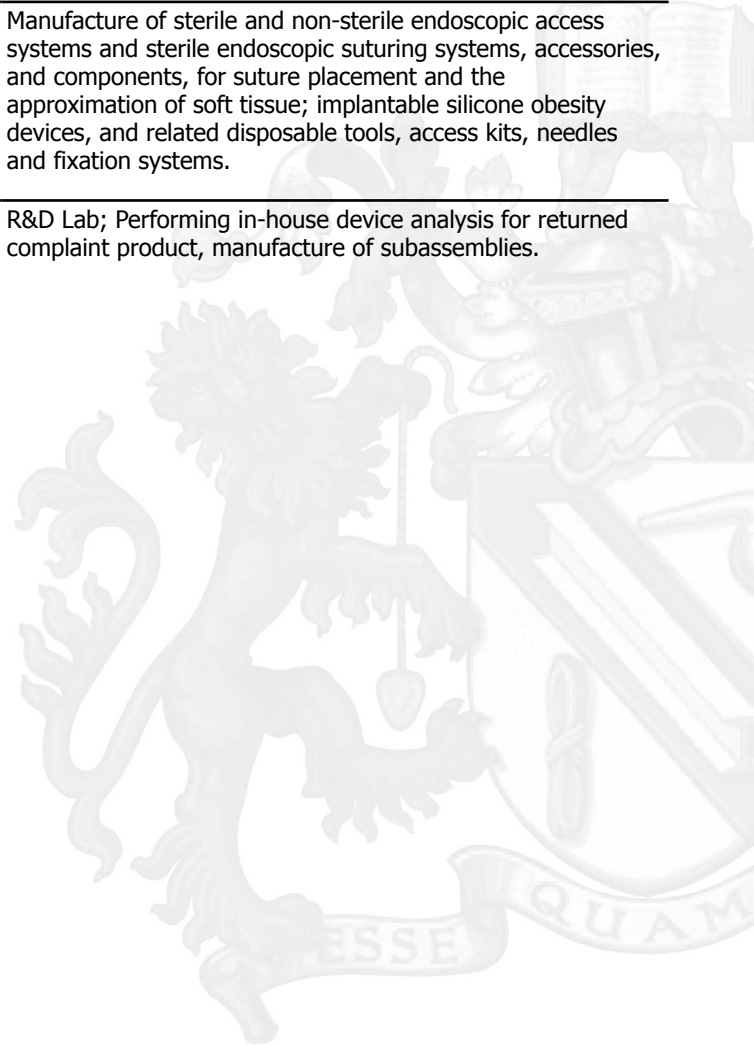 Manufacture of sterile and non-sterile endoscopic access
systems and sterile endoscopic suturing systems, accessories,
and components, for suture placement and the
approximation of soft tissue; implantable silicone obesity
devices, and related disposable tools, access kits, needles
and fixation systems.
R&D Lab; Performing in-house device analysis for returned
complaint product, manufacture of subassemblies.
ESSE QUAM